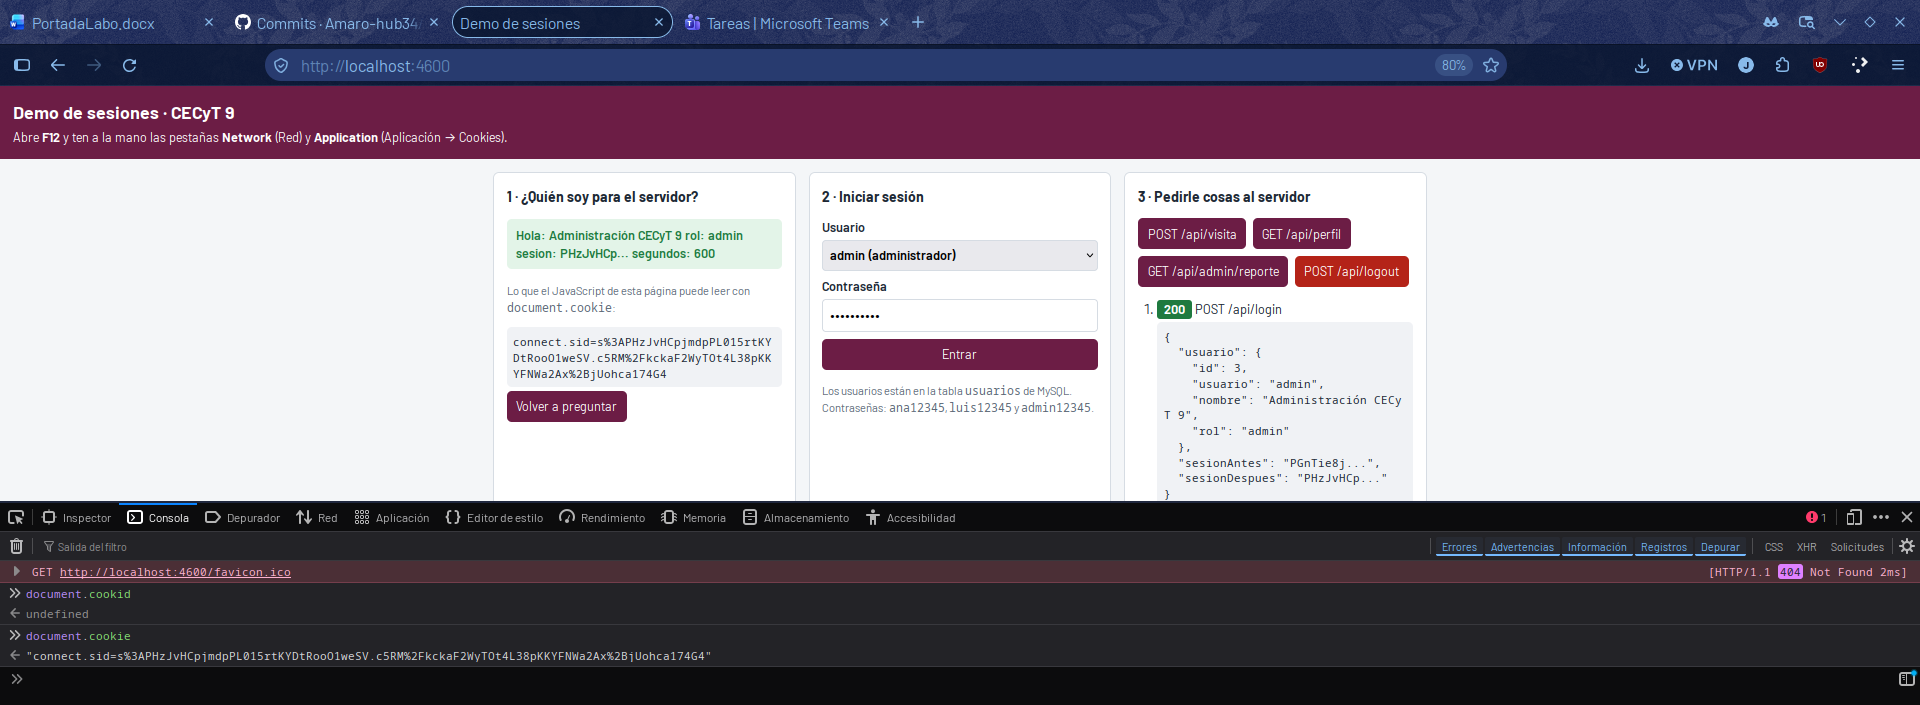 PortadaLabo.docx
Commits · Amaro-hub34
Demo de sesiones
Tareas | Microsoft Teams
http://localhost:4600
80%
VPN
J
Demo de sesiones · CECyT 9
Abre F12 y ten a la mano las pestañas Network (Red) y Application (Aplicación → Cookies).
1 · ¿Quién soy para el servidor?
Hola: Administración CECyT 9 rol: admin
sesion: PHzJvHCp... segundos: 600
Lo que el JavaScript de esta página puede leer con
document.cookie:
connect.sid=s%3APHzJvHCpjmdpPL015rtKY
DtRooO1weSV.c5RM%2FkckaF2WyTOt4L38pKK
YFNWa2Ax%2BjUohca174G4
Volver a preguntar
2 · Iniciar sesión
Usuario
admin (administrador)
Contraseña
••••••••••
Entrar
Los usuarios están en la tabla usuarios de MySQL.
Contraseñas: ana12345, luis12345 y admin12345.
3 · Pedirle cosas al servidor
POST /api/visita
GET /api/perfil
GET /api/admin/reporte
POST /api/logout
1. 200 POST /api/login
{
"usuario": {
"id": 3,
"usuario": "admin",
"nombre": "Administración CECy
T 9",
"rol": "admin"
},
"sesionAntes": "PGnTie8j...",
"sesionDespues": "PHzJvHCp..."
}
Inspector
Consola
Depurador
Red
Aplicación
Editor de estilo
Rendimiento
Memoria
Almacenamiento
Accesibilidad
1
Salida del filtro
Errores
Advertencias
Información
Registros
Depurar
CSS
XHR
Solicitudes
GET http://localhost:4600/favicon.ico
[HTTP/1.1 404 Not Found 2ms]
document.cookid
undefined
document.cookie
"connect.sid=s%3APHzJvHCpjmdpPL015rtKYDtRooO1weSV.c5RM%2FkckaF2WyTOt4L38pKKYFNWa2Ax%2BjUohca174G4"